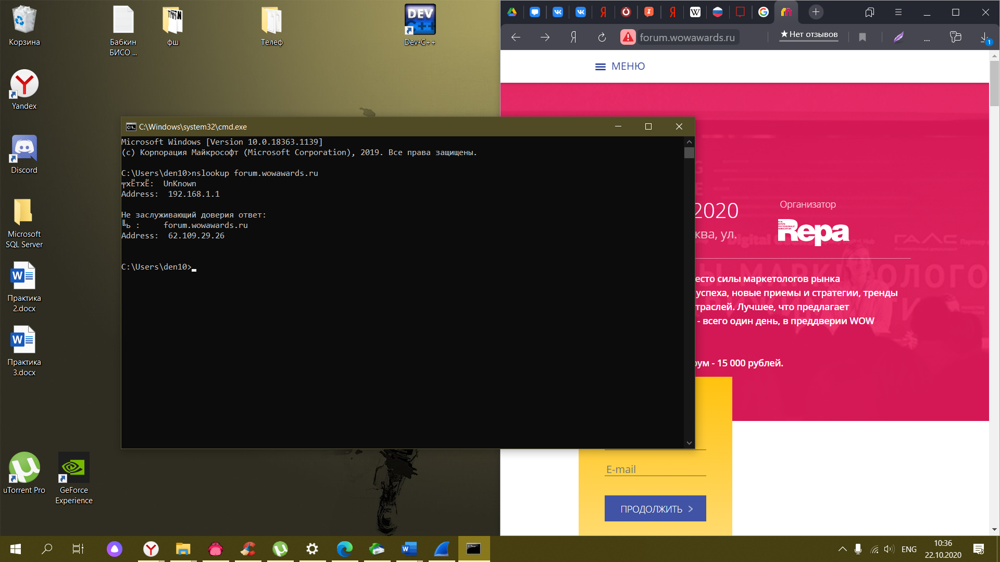 Корзина
Бабкин
БИСО ...
фш
Телеф
DEV
C++
Dev-C++
Yandex
Discord
Microsoft
SQL Server
Практика
2.docx
Практика
3.docx
uTorrent Pro
GeForce
Experience
C:\Windows\system32\cmd.exe
Microsoft Windows [Version 10.0.18363.1139]
(c) Корпорация Майкрософт (Microsoft Corporation), 2019. Все права защищены.
C:\Users\den10>nslookup forum.wowawards.ru
╤хЁтхЁ:  UnKnown
Address:  192.168.1.1
Не заслуживающий доверия ответ:
╚ь :     forum.wowawards.ru
Address:  62.109.29.26
C:\Users\den10>
forum.wowawards.ru
★Нет отзывов
...
1
МЕНЮ
2020
Организатор
Repa
ква, ул.
есто силы маркетологов рынка
успеха, новые приемы и стратегии, тренды
траслей. Лучшее, что предлагает
- всего один день, в преддверии WOW
рум - 15 000 рублей.
E-mail
ПРОДОЛЖИТЬ >
ENG
10:36
22.10.2020